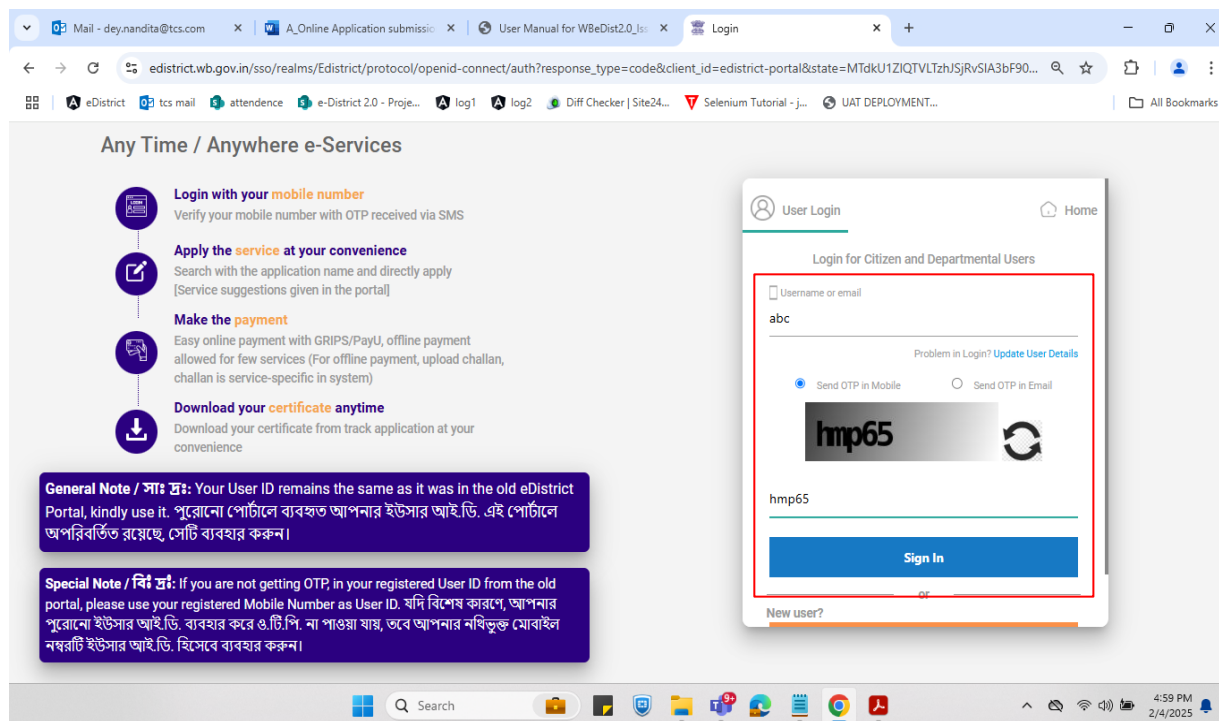 Mail - dey.nandita@tcs.com
A_Online Application submissio
User Manual for WBeDist2.0_Iss
Login
edistrict.wb.gov.in/sso/realms/Edistrict/protocol/openid-connect/auth?response_type=code&client_id=edistrict-portal&state=MTdkU1ZIQTVLTzhJSjRvSlA3bF90...
eDistrict
tcs mail
attendence
e-District 2.0 - Proje...
log1
log2
Diff Checker | Site24...
Selenium Tutorial - j...
UAT DEPLOYMENT...
All Bookmarks
Any Time / Anywhere e-Services
Login with your mobile number
Verify your mobile number with OTP received via SMS
Apply the service at your convenience
Search with the application name and directly apply
[Service suggestions given in the portal]
Make the payment
Easy online payment with GRIPS/PayU, offline payment
allowed for few services (For offline payment, upload challan,
challan is service-specific in system)
Download your certificate anytime
Download your certificate from track application at your
convenience
General Note / সাঃ দ্রঃ: Your User ID remains the same as it was in the old eDistrict
Portal, kindly use it. পুরোনো পোর্টালে ব্যবহৃত আপনার ইউসার আই.ডি. এই পোর্টালে
অপরিবর্তিত রয়েছে, সেটি ব্যবহার করুন।
Special Note / বিঃ দ্রঃ: If you are not getting OTP, in your registered User ID from the old
portal, please use your registered Mobile Number as User ID. যদি বিশেষ কারণে, আপনার
পুরোনো ইউসার আই.ডি. ব্যবহার করে ও.টি.পি. না পাওয়া যায়, তবে আপনার নথিভুক্ত মোবাইল
নম্বরটি ইউসার আই.ডি. হিসেবে ব্যবহার করুন।
User Login
Home
Login for Citizen and Departmental Users
Username or email
abc
Problem in Login? Update User Details
Send OTP in Mobile
Send OTP in Email
hmp65
hmp65
Sign In
or
New user?
Search
9+
4:59 PM
2/4/2025